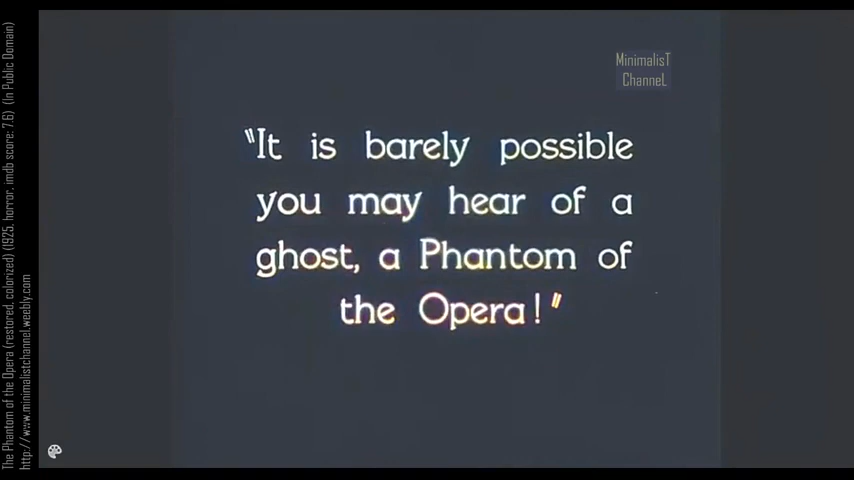 The Phantom of the Opera (restored, colorized) (1925, horror, imdb score: 7.6) (In Public Domain)
http://www.minimalistchannel.weebly.com
MinimalisT
ChanneL
"It is barely possible
you may hear of a
ghost, a Phantom of
the Opera!"